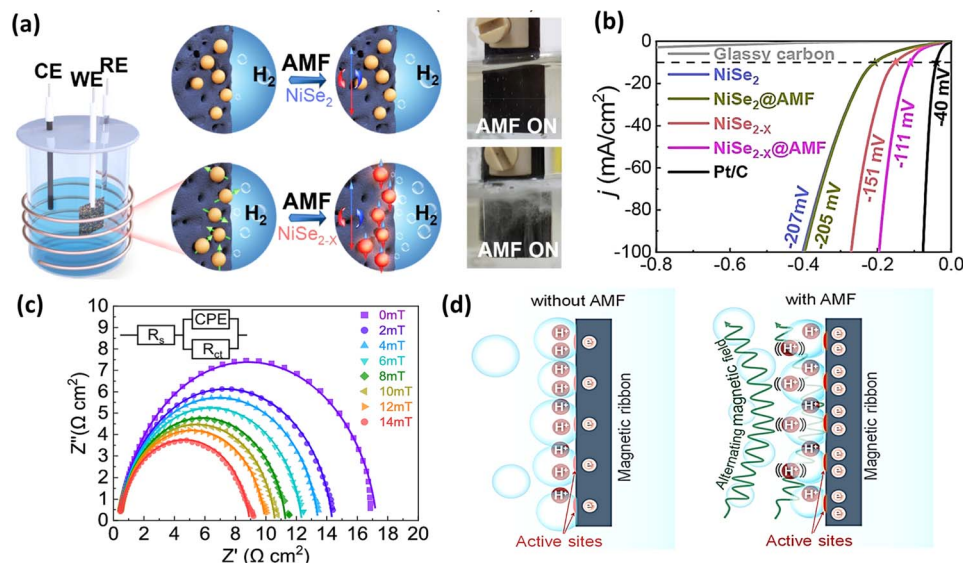 (a)
CE
WE
RE
H₂
AMF
NiSe₂
H₂
AMF ON
H₂
AMF
NiSe₂₋ₓ
H₂
AMF ON
(b)
j (mA/cm²)
0
-20
-40
-60
-80
-100
Glassy carbon
NiSe₂
NiSe₂@AMF
NiSe₂₋ₓ
NiSe₂₋ₓ@AMF
Pt/C
-207mV
-205 mV
-151 mV
-111 mV
-40 mV
-0.8
-0.6
-0.4
-0.2
0.0
(c)
Z" (Ω cm²)
10
9
8
7
6
5
4
3
2
1
0
Rs
CPE
Rct
0mT
2mT
4mT
6mT
8mT
10mT
12mT
14mT
0 2 4 6 8 10 12 14 16 18 20
Z' (Ω cm²)
(d)
without AMF
H⁺
H⁺
H⁺
H⁺
H⁺
H⁺
H⁺
H⁺
H⁺
e
e
e
Magnetic ribbon
Active sites
with AMF
Alternating magnetic field
H⁺
H⁺
H⁺
H⁺
H⁺
H⁺
H⁺
H⁺
H⁺
e
e
e
e
e
e
e
e
e
Magnetic ribbon
Active sites